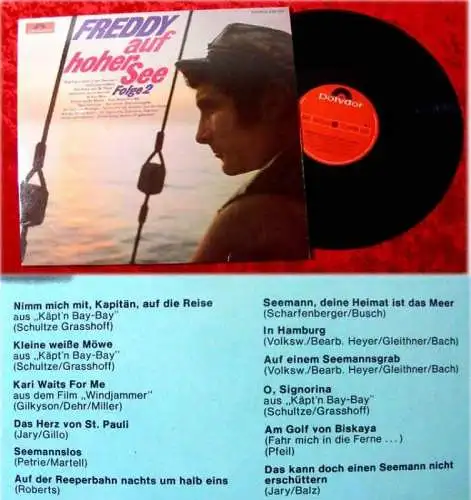 FREDDY
auf
hoher
See
Folge 2
Polydor
Nimm mich mit, Kapitän, auf die Reise
aus „Käpt'n Bay-Bay"
(Schultze Grasshoff)
Kleine weiße Möwe
aus „Käpt'n Bay-Bay"
(Schultze/Grasshoff)
Kari Waits For Me
aus dem Film "Windjammer"
(Gilkyson/Dehr/Miller)
Das Herz von St. Pauli
(Jary/Gillo)
Seemannslos
(Petrie/Martell)
Auf der Reeperbahn nachts um halb eins
(Roberts)
Seemann, deine Heimat ist das Meer
(Scharfenberger/Busch)
In Hamburg
(Volksw./Bearb. Heyer/Gleithner/Bach)
Auf einem Seemannsgrab
(Volksw./Bearb. Heyer/Gleithner/Bach)
O, Signorina
aus „Käpt'n Bay-Bay"
(Schultze/Grasshoff)
Am Golf von Biskaya
(Fahr mich in die Ferne ...)
(Pfeil)
Das kann doch einen Seemann nicht
erschüttern
(Jary/Balz)